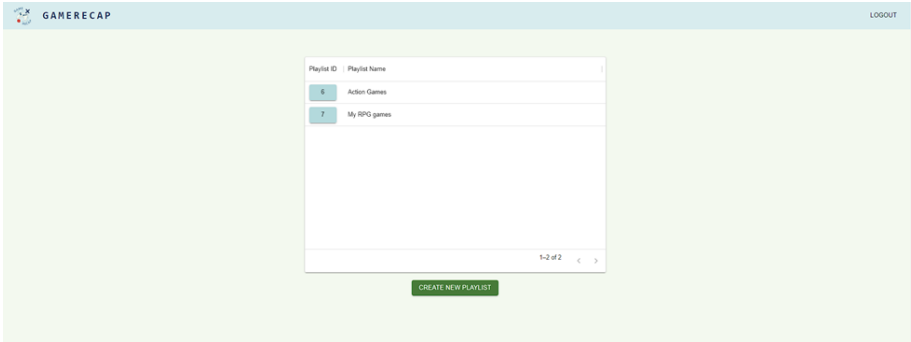 GAMERECAP
LOGOUT
Playlist ID Playlist Name
6 Action Games
7 My RPG games
1–2 of 2
CREATE NEW PLAYLIST